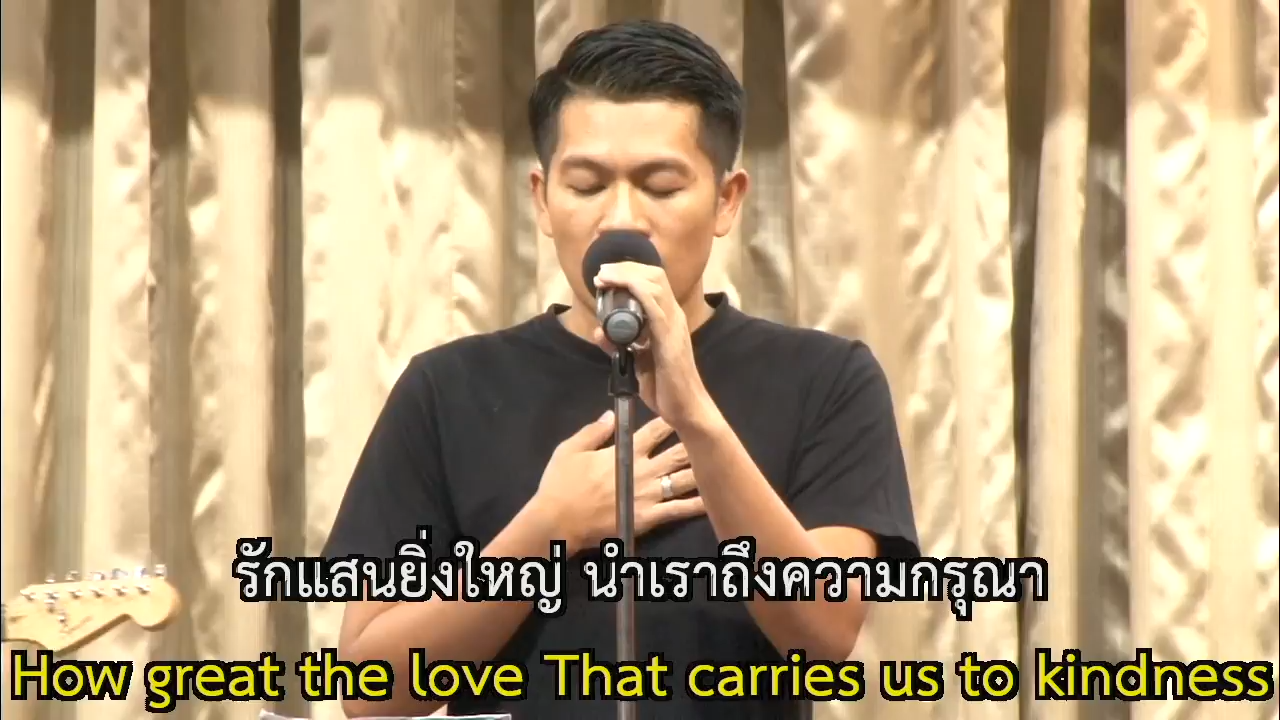 รักแสนยิ่งใหญ่ นำเราถึงความกรุณา
How great the love That carries us to kindness